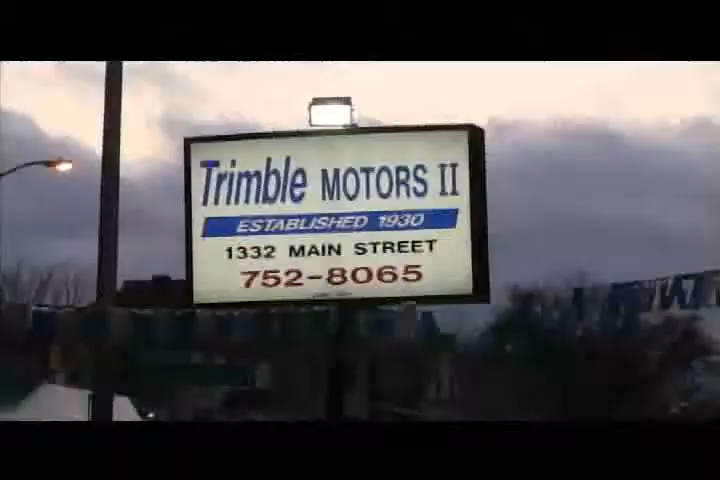 Trimble MOTORS II
ESTABLISHED 1930
1332 MAIN STREET
752-8065